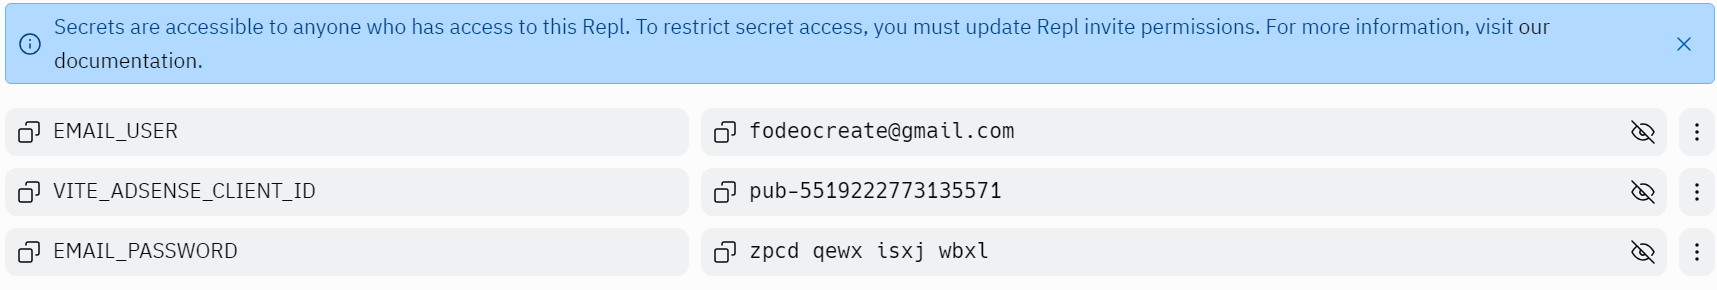 Secrets are accessible to anyone who has access to this Repl. To restrict secret access, you must update Repl invite permissions. For more information, visit our
documentation.
EMAIL_USER fodeocreate@gmail.com
VITE_ADSENSE_CLIENT_ID pub-5519222773135571
EMAIL_PASSWORD zpcd qewx isxj wbxl